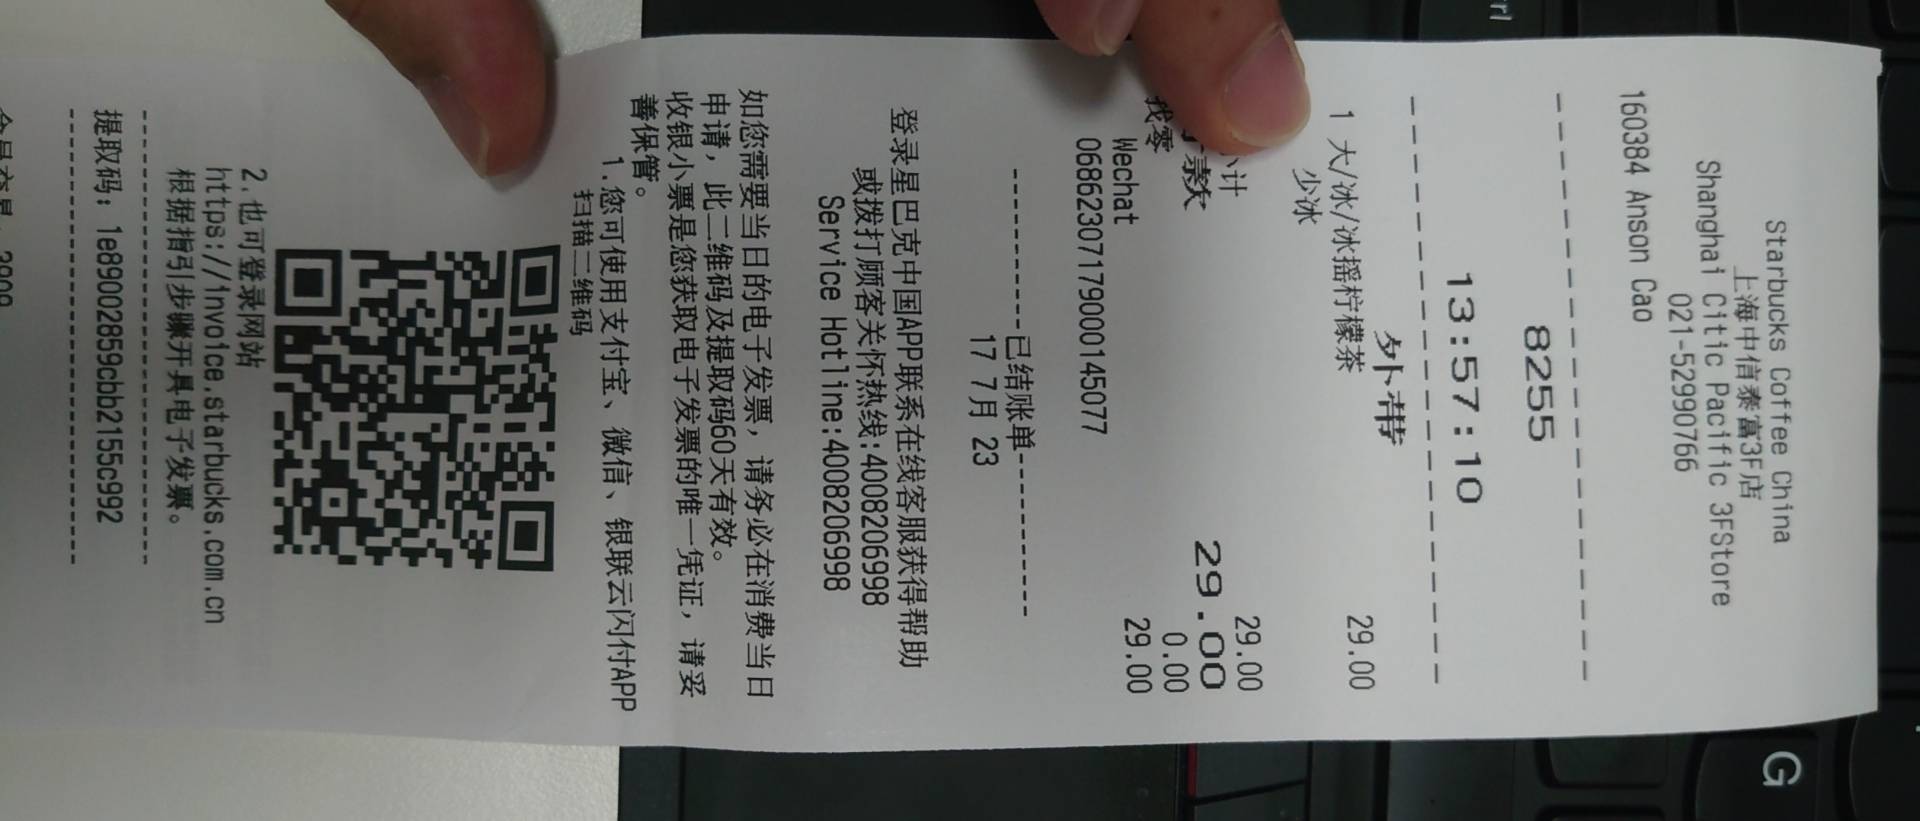 Starbucks Coffee China
上海中信泰富3F店
Shanghai Citic Pacific 3FStore
021-52990766
160384 Anson Cao
8255
13:57:10
外带
1 大/冰/冰摇柠檬茶 29.00
少冰
计 29.00
款 29.00
找零 0.00
Wechat 29.00
06862307179000145077
已结账单
17 7月 23
登录星巴克中国APP联系在线客服获得帮助
或拨打顾客关怀热线:4008206998
Service Hotline:4008206998
如您需要当日的电子发票，请务必在消费当日
申请，此二维码及提取码60天有效。
收银小票是您获取电子发票的唯一凭证，请妥
善保管。
1.您可使用支付宝、微信、银联云闪付APP
扫描二维码
2.也可登录网站
https://invoice.starbucks.com.cn
根据指引步骤开具电子发票。
提取码: 1e89002859cbb2155c992